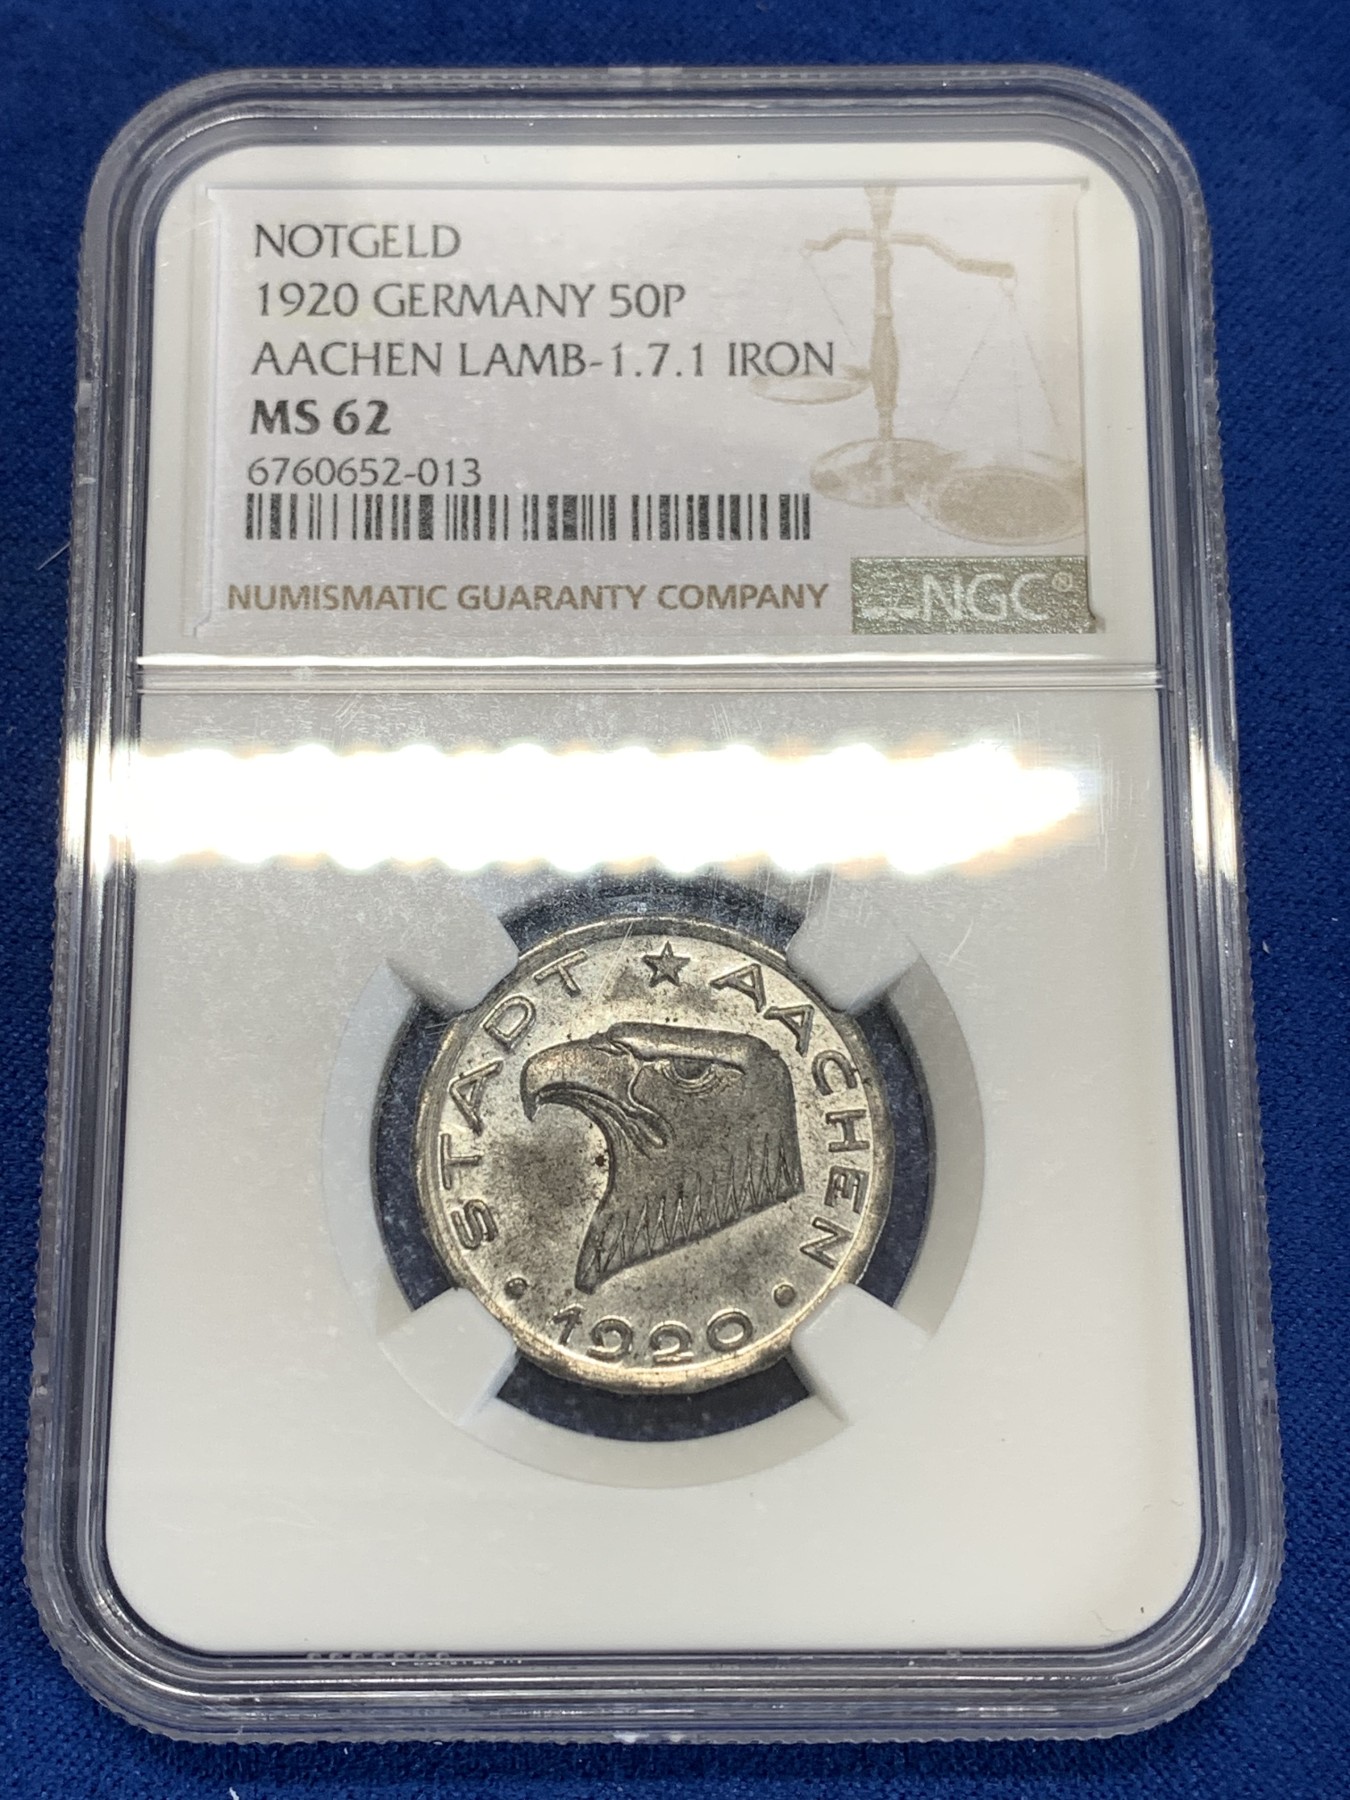 NOTGELD
1920 GERMANY 50P
AACHEN LAMB-1.7.1 IRON
MS 62
6760652-013
NUMISMATIC GUARANTY COMPANY
NGC®
STADT ★ AACHEN
• 1920 •